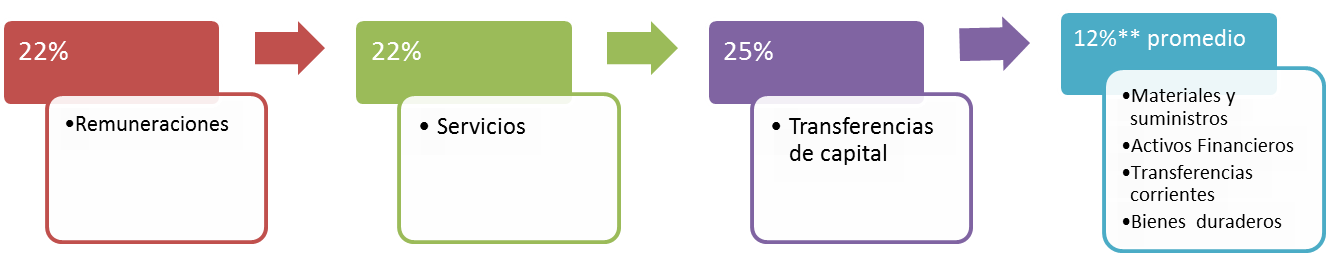 22%
•Remuneraciones
22%
• Servicios
25%
• Transferencias
de capital
12%** promedio
•Materiales y
suministros
•Activos Financieros
•Transferencias
corrientes
•Bienes duraderos